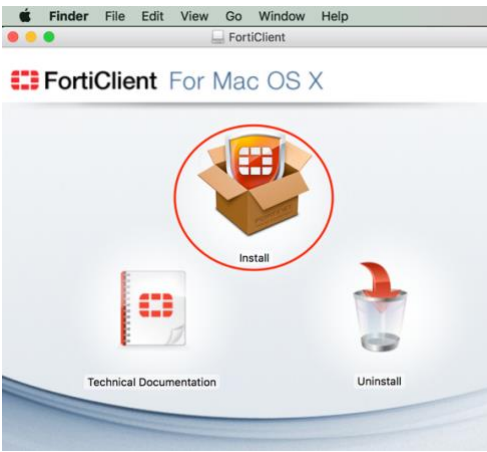 Finder File Edit View Go Window Help
FortiClient
FortiClient For Mac OS X
Install
Technical Documentation
Uninstall